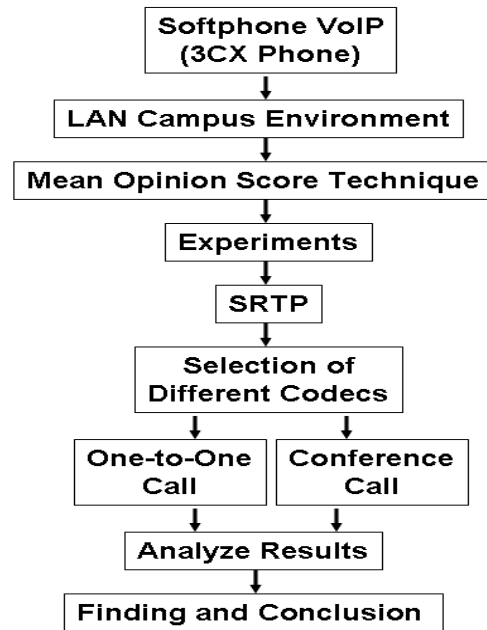 Softphone VoIP
(3CX Phone)
LAN Campus Environment
Mean Opinion Score Technique
Experiments
SRTP
Selection of
Different Codecs
One-to-One
Call
Conference
Call
Analyze Results
Finding and Conclusion